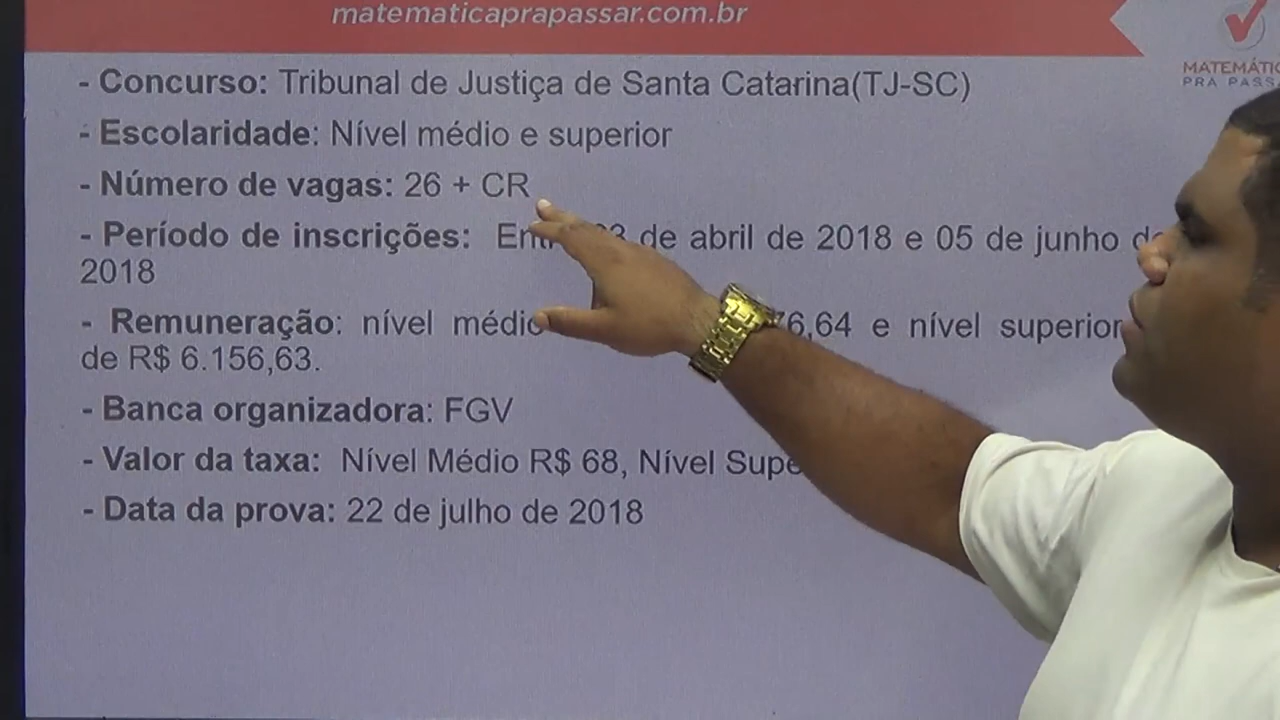 matematicaprapassar.com.br
MATEMÁTIC
PRA PASS
- Concurso: Tribunal de Justiça de Santa Catarina(TJ-SC)
- Escolaridade: Nível médio e superior
- Número de vagas: 26 + CR
- Período de inscrições: de abril de 2018 e 05 de junho
2018
- Remuneração: nível médio 6,64 e nível superior
de R$ 6.156,63.
- Banca organizadora: FGV
- Valor da taxa: Nível Médio R$ 68, Nível
- Data da prova: 22 de julho de 2018